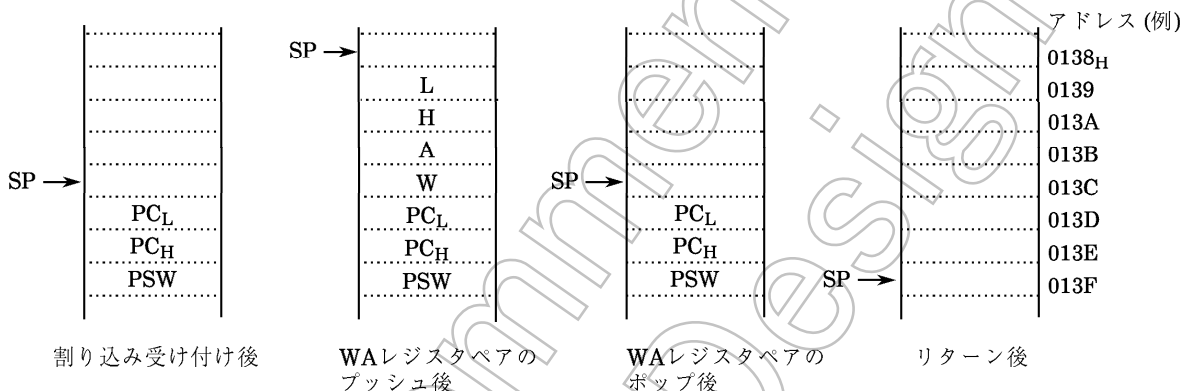 アドレス (例)
SP
SP
SP
SP
PCL
PCH
PSW
L
H
A
W
PCL
PCH
PSW
PCL
PCH
PSW
0138H
0139
013A
013B
013C
013D
013E
013F
割り込み受け付け後
WAレジスタペアの
プッシュ後
WAレジスタペアの
ポップ後
リターン後